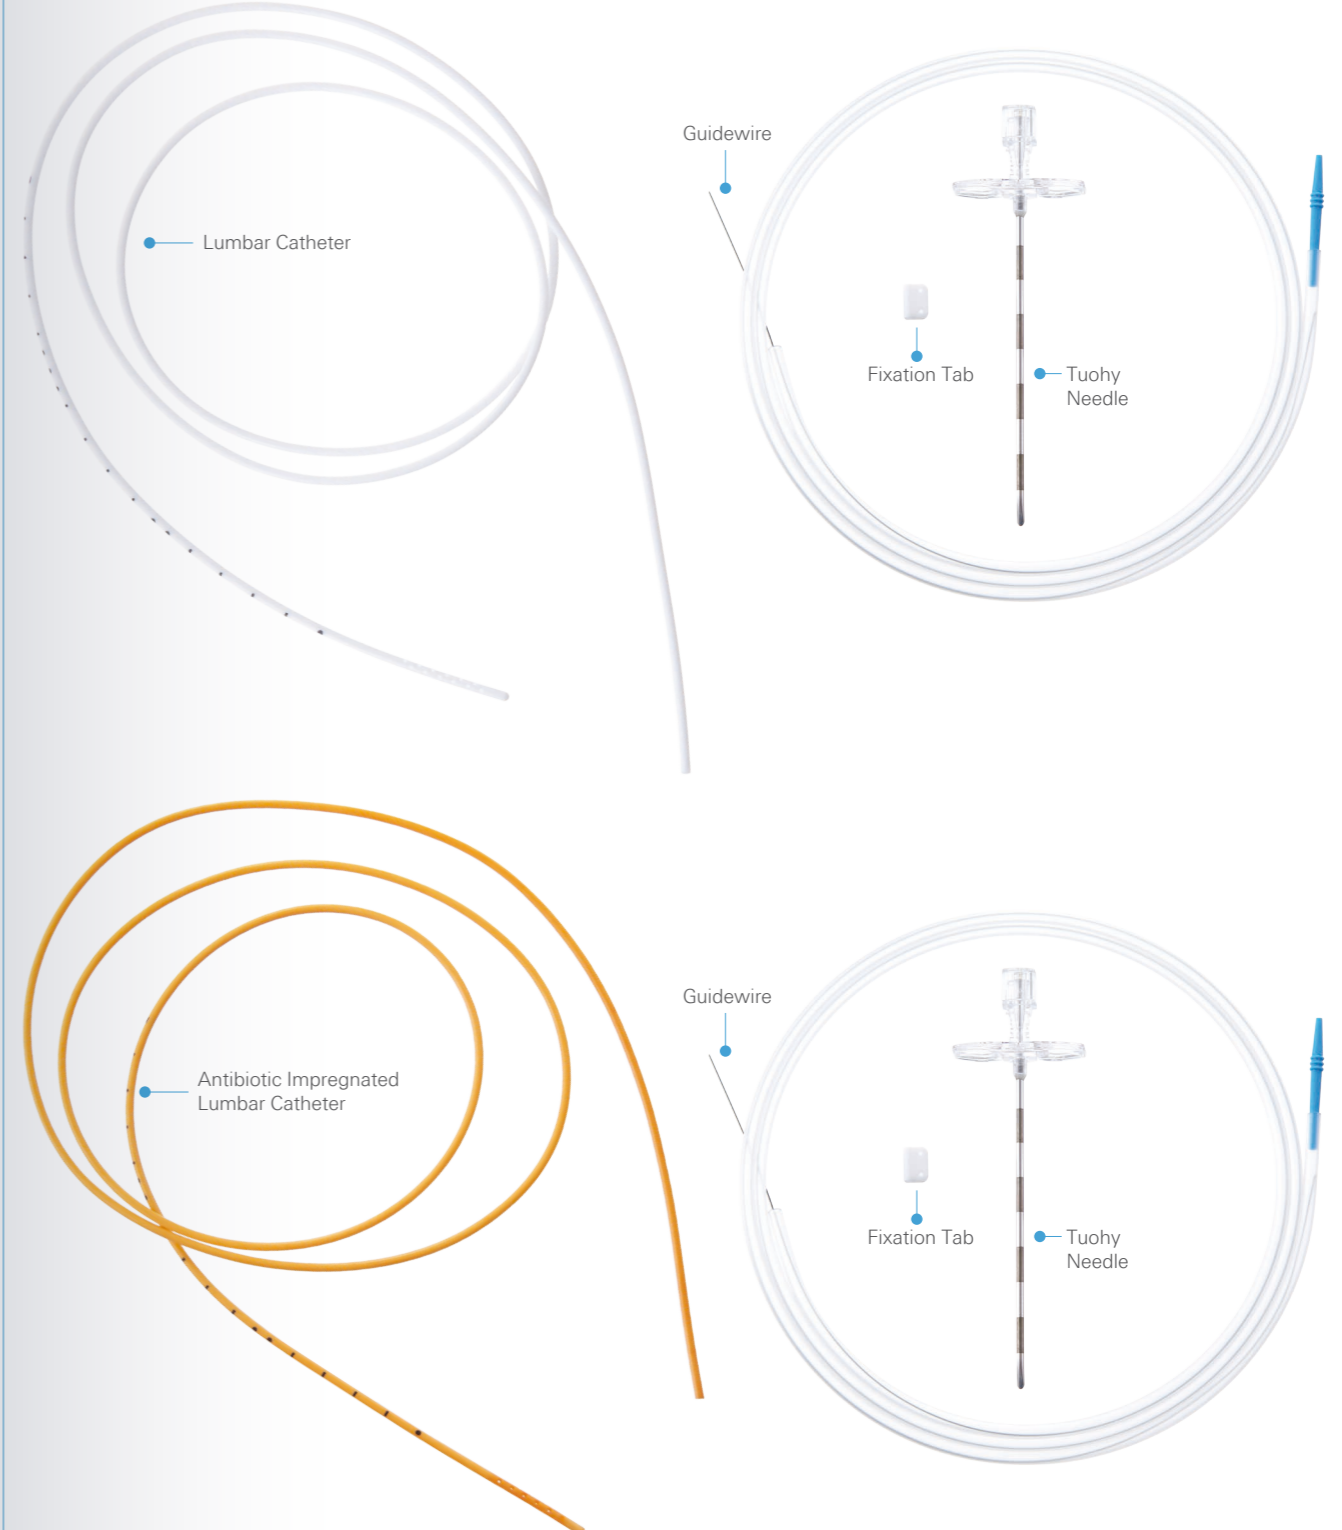 Guidewire
Lumbar Catheter
Fixation Tab
Tuohy
Needle
Guidewire
Antibiotic Impregnated
Lumbar Catheter
Fixation Tab
Tuohy
Needle